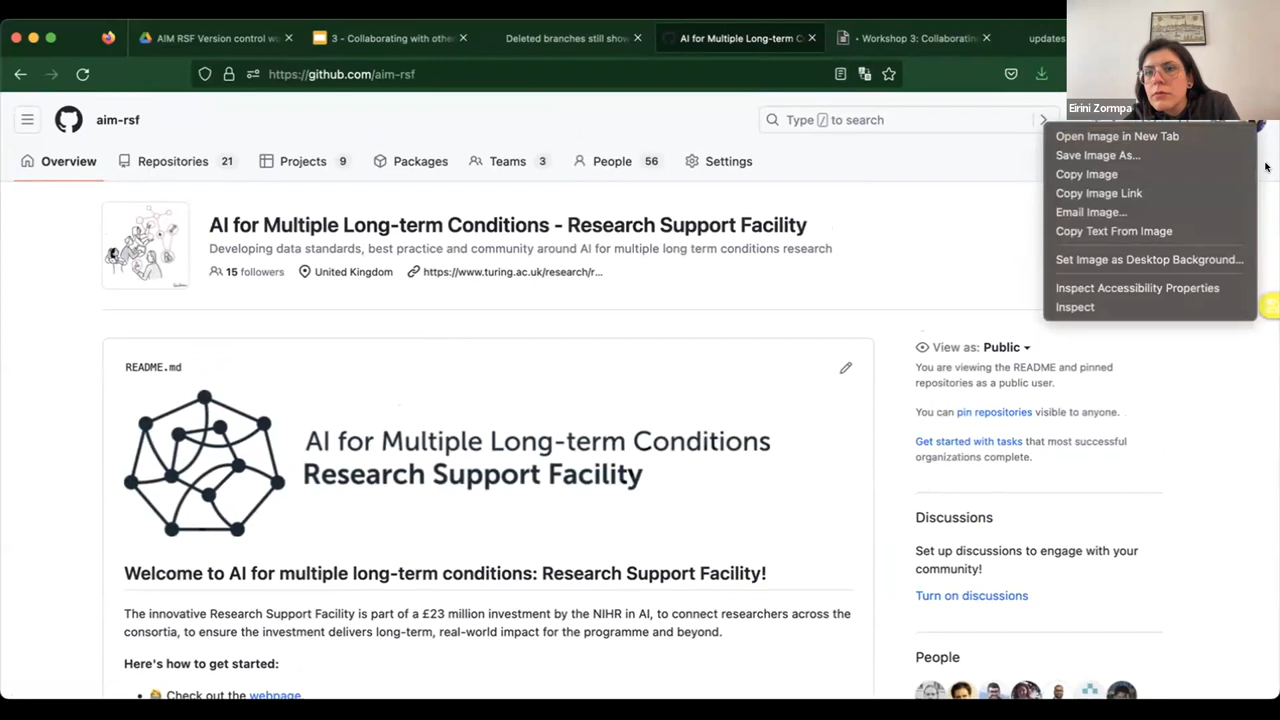 AIM RSF Version control w
3 - Collaborating with othe
Deleted branches still show
AI for Multiple Long-term C
• Workshop 3: Collaboratin
updates
https://github.com/aim-rsf
Eirini Zormpa
aim-rsf
Type / to search
Overview
Repositories 21
Projects 9
Packages
Teams 3
People 56
Settings
Open Image in New Tab
Save Image As...
Copy Image
Copy Image Link
Email Image...
Copy Text From Image
Set Image as Desktop Background...
Inspect Accessibility Properties
Inspect
AI for Multiple Long-term Conditions - Research Support Facility
Developing data standards, best practice and community around AI for multiple long term conditions research
15 followers
United Kingdom
https://www.turing.ac.uk/research/r...
README.md
AI for Multiple Long-term Conditions
Research Support Facility
Welcome to AI for multiple long-term conditions: Research Support Facility!
The innovative Research Support Facility is part of a £23 million investment by the NIHR in AI, to connect researchers across the
consortia, to ensure the investment delivers long-term, real-world impact for the programme and beyond.
Here's how to get started:
• Check out the webpage
View as: Public
You are viewing the README and pinned
repositories as a public user.
You can pin repositories visible to anyone.
Get started with tasks that most successful
organizations complete.
Discussions
Set up discussions to engage with your
community!
Turn on discussions
People